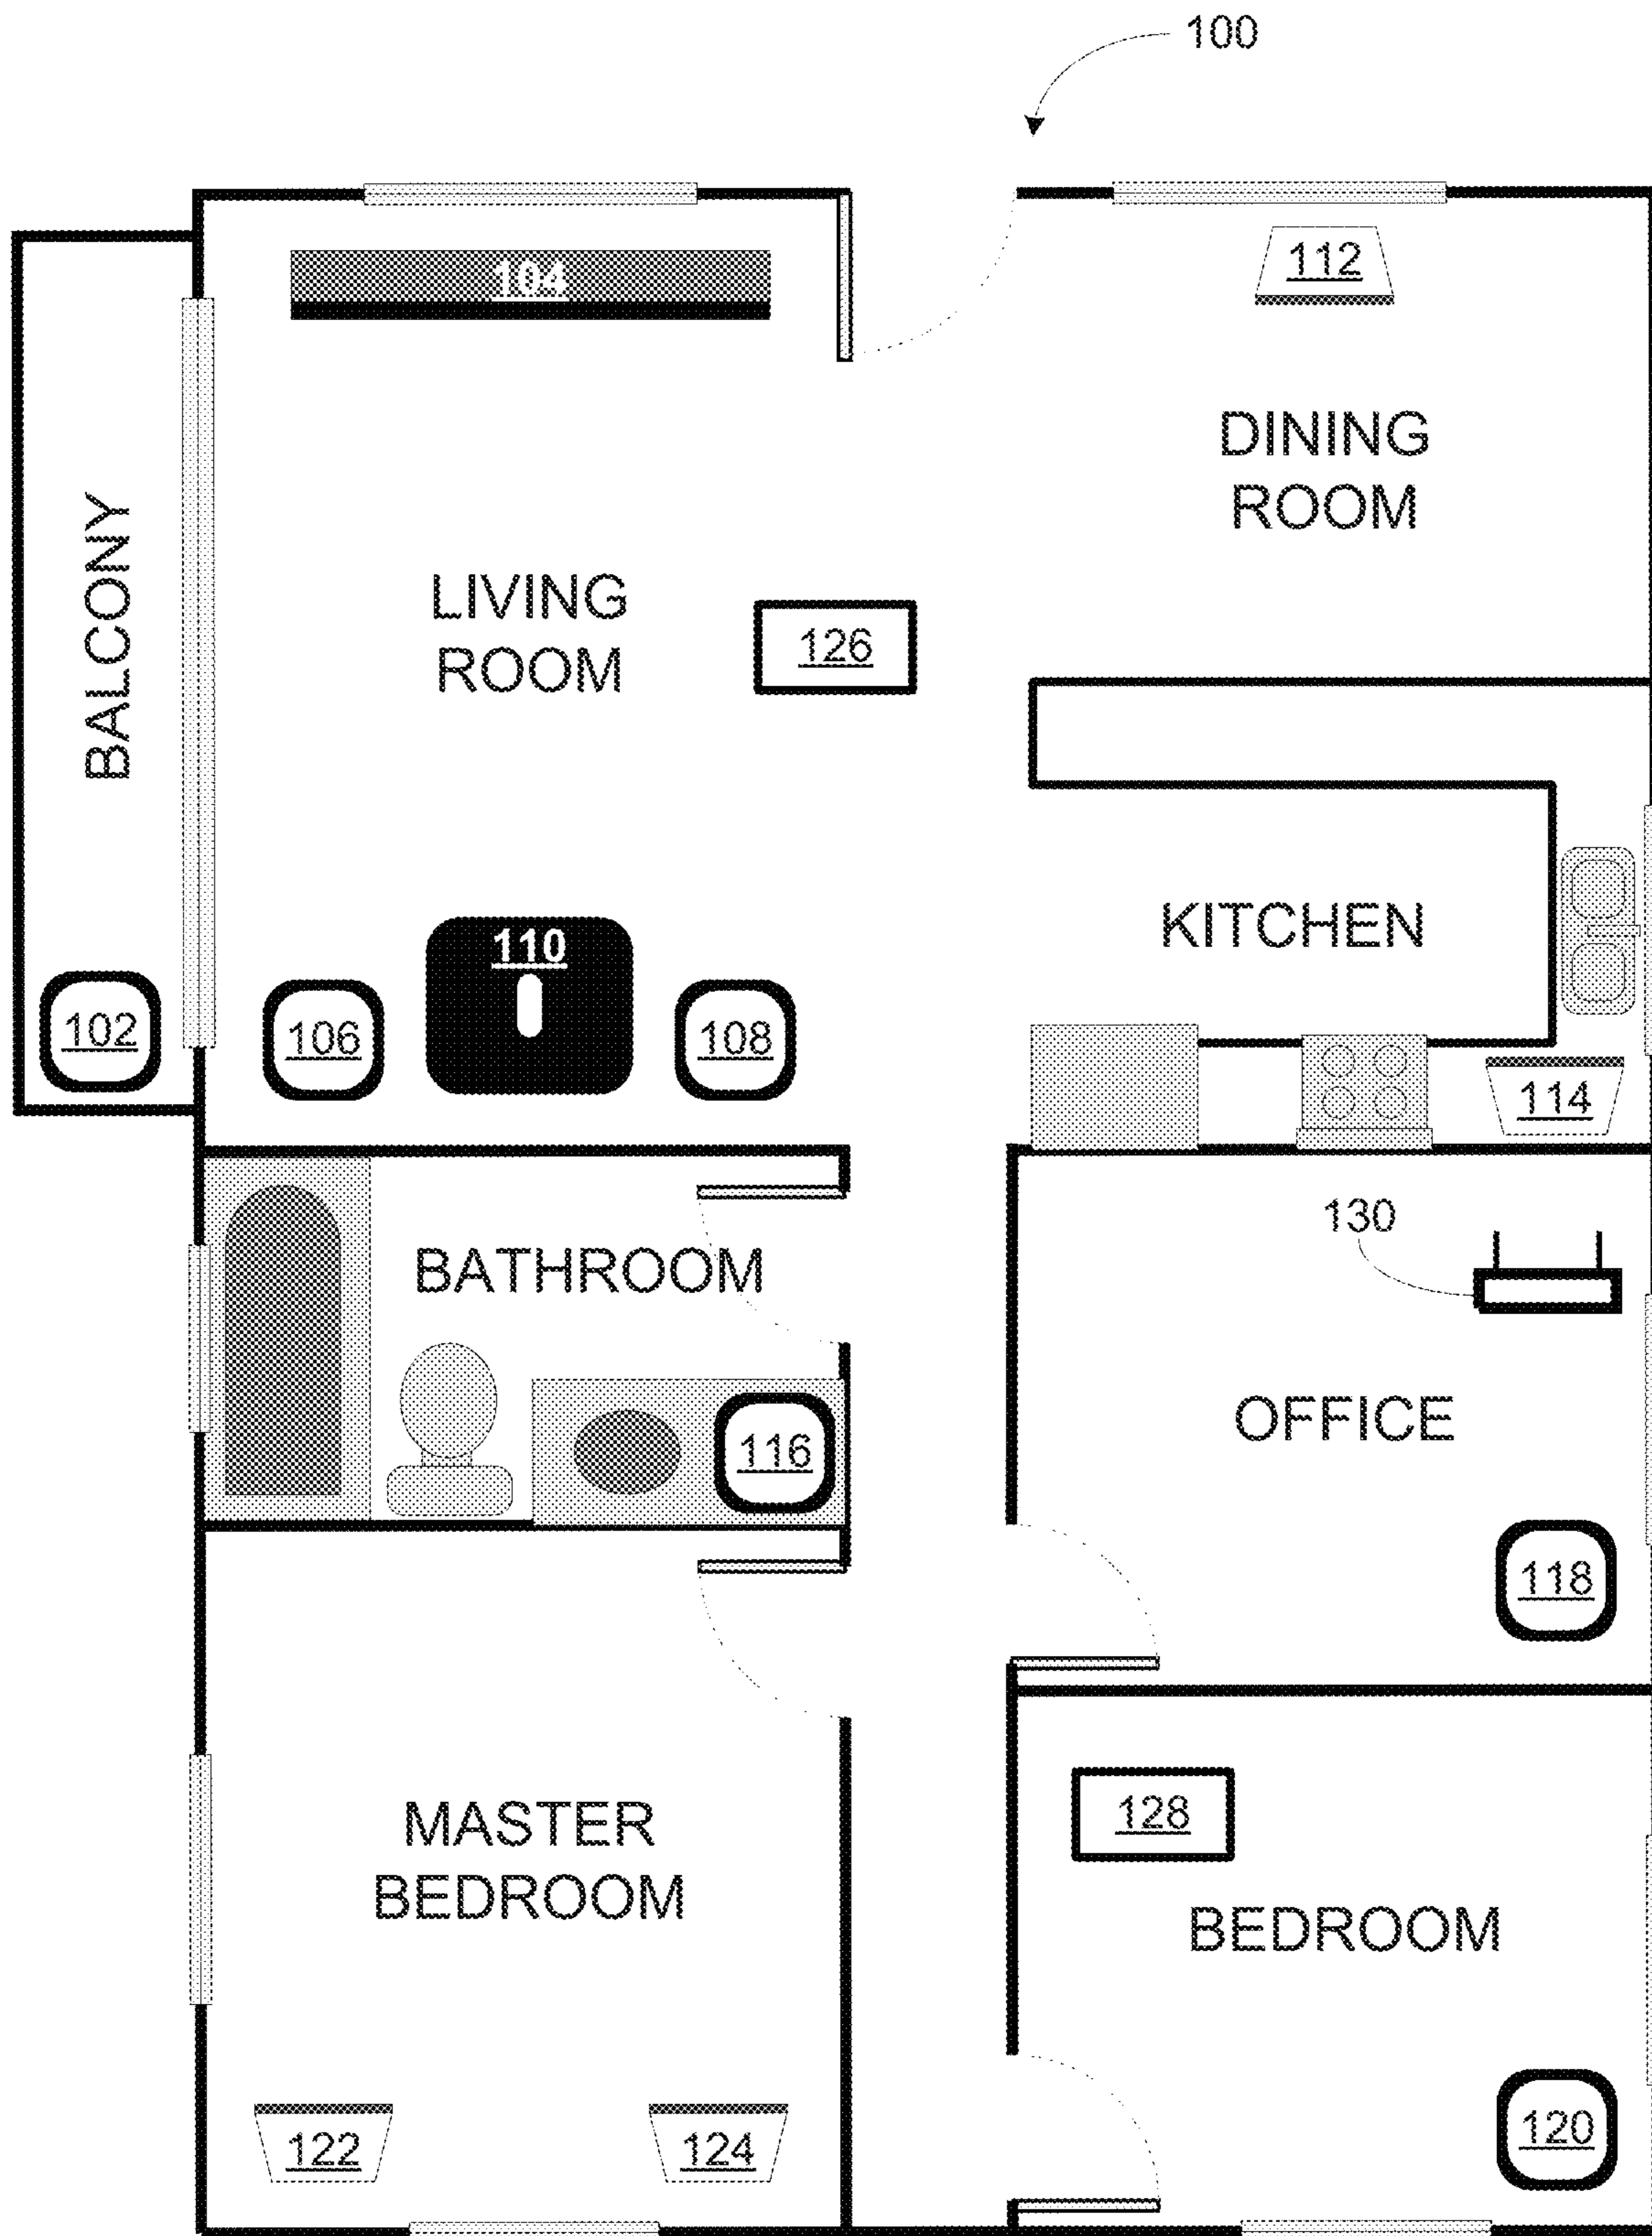 100
104
112
DINING
ROOM
BALCONY
LIVING
ROOM
126
KITCHEN
110
102
106
108
114
130
BATHROOM
OFFICE
116
118
MASTER
BEDROOM
128
BEDROOM
122
124
120